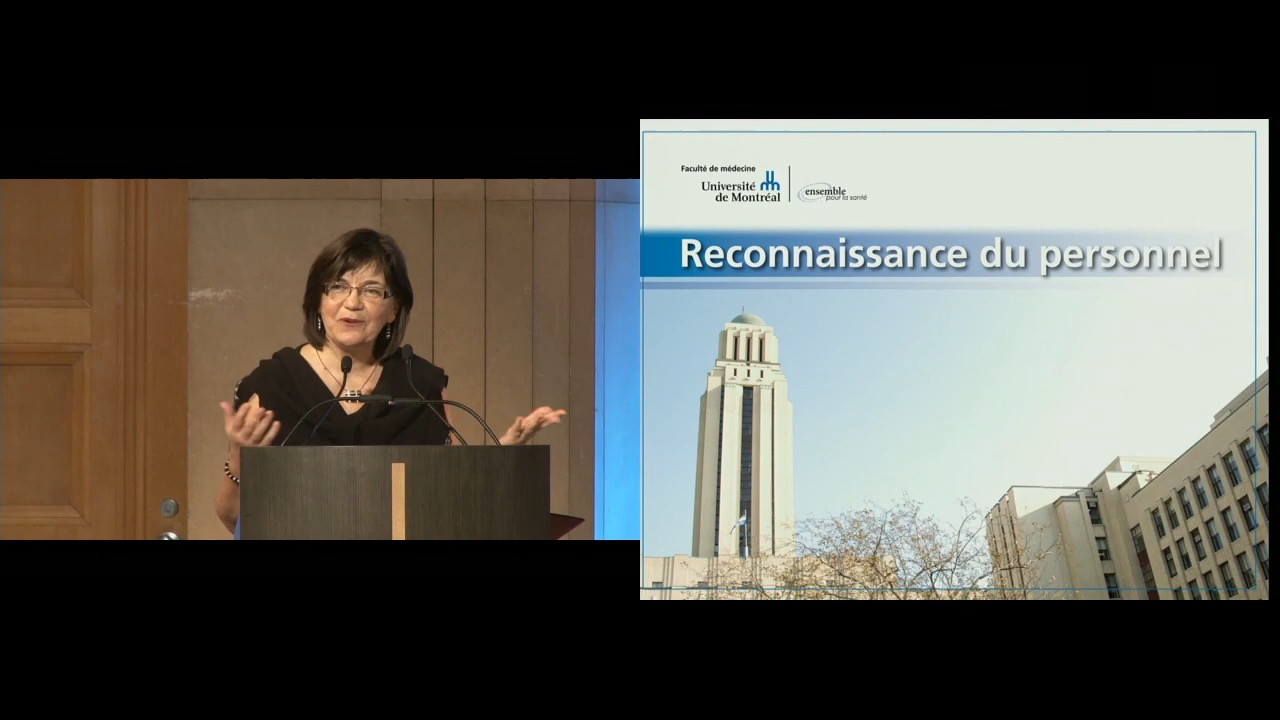 Faculté de médecine
Université
de Montréal
ensemble
pour la santé
Reconnaissance du personnel